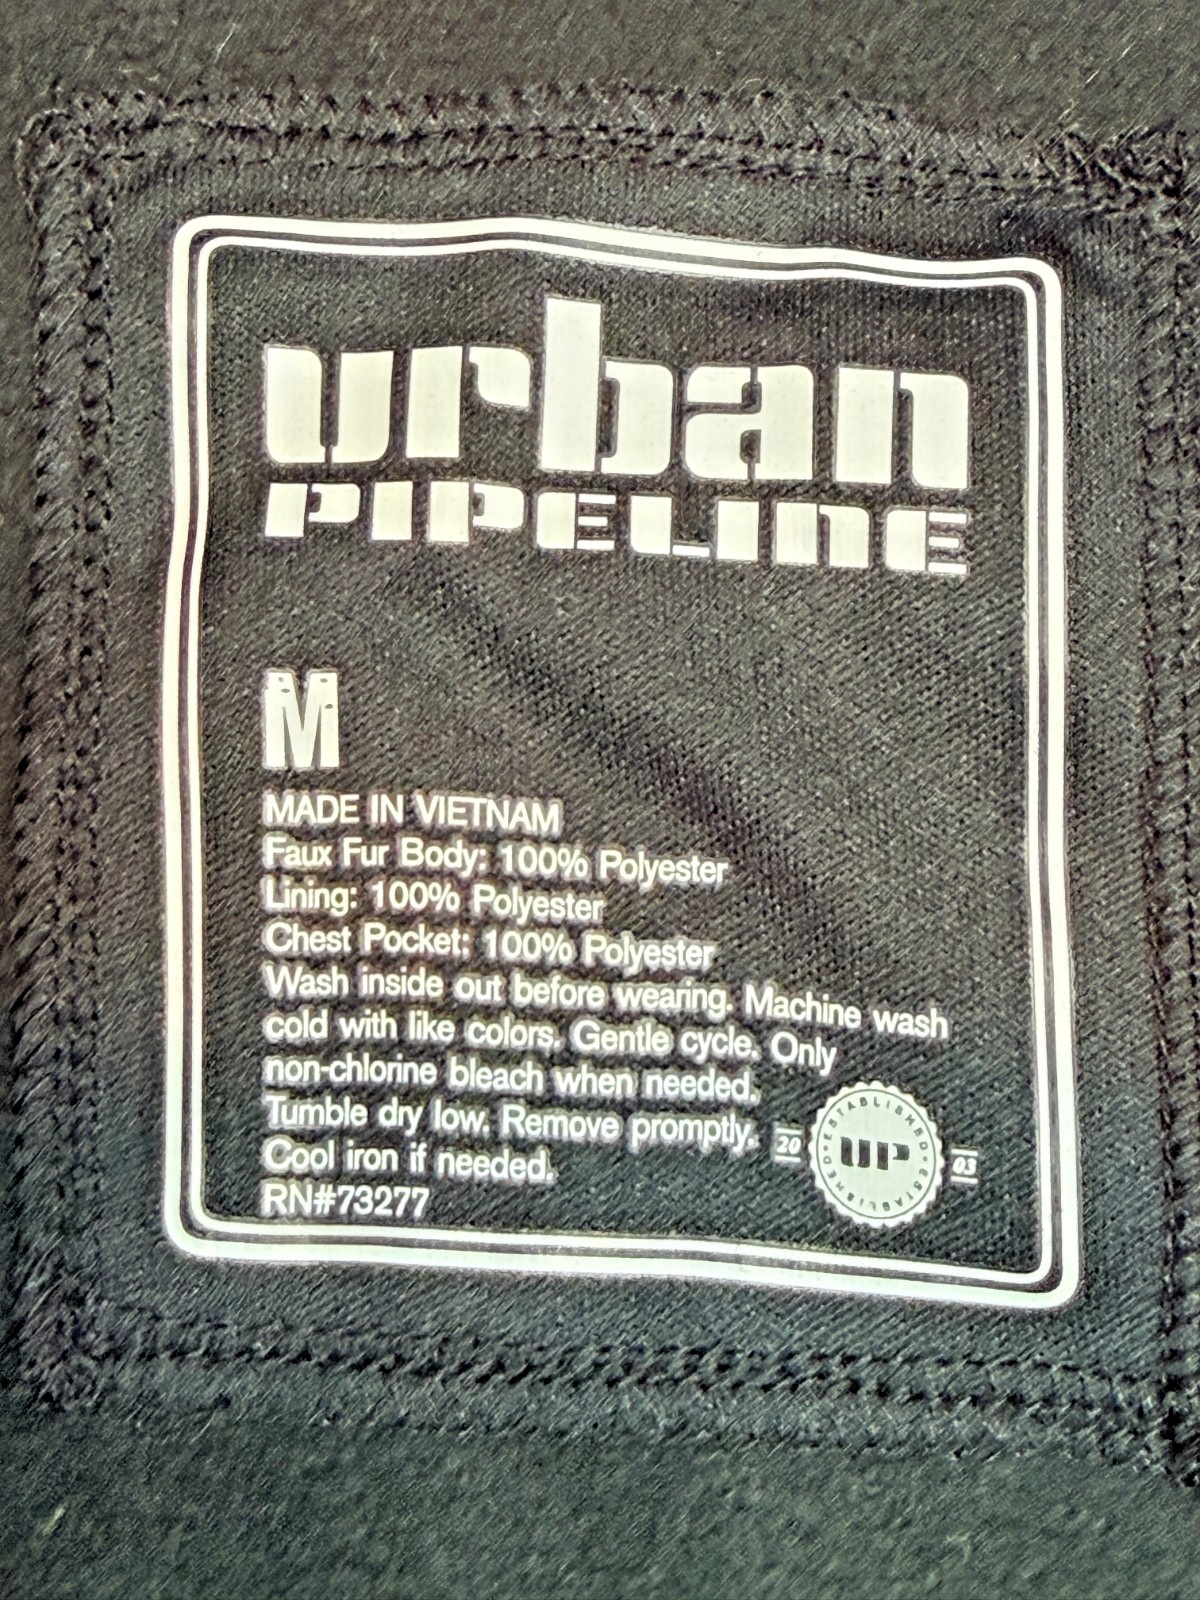 urban
PIPELINE
M
MADE IN VIETNAM
Faux Fur Body: 100% Polyester
Lining: 100% Polyester
Chest Pocket: 100% Polyester
Wash inside out before wearing. Machine wash
cold with like colors. Gentle cycle. Only
non-chlorine bleach when needed.
Tumble dry low. Remove promptly.
Cool iron if needed.
RN#73277
ESTABLISHED
20 UP 03
ESTABLISHED